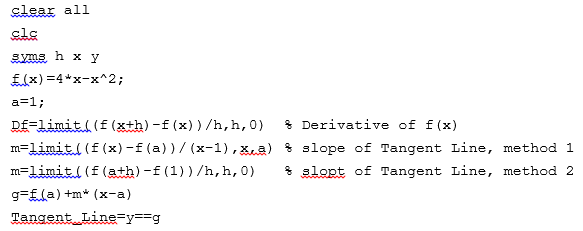 clear all
clc
syms h x y
f(x)=4*x-x^2;
a=1;
Df=limit((f(x+h)-f(x))/h,h,0) % Derivative of f(x)
m=limit((f(x)-f(a))/(x-1),x,a) % slope of Tangent Line, method 1
m=limit((f(a+h)-f(1))/h,h,0) % slopt of Tangent Line, method 2
g=f(a)+m*(x-a)
Tangent_Line=y==g